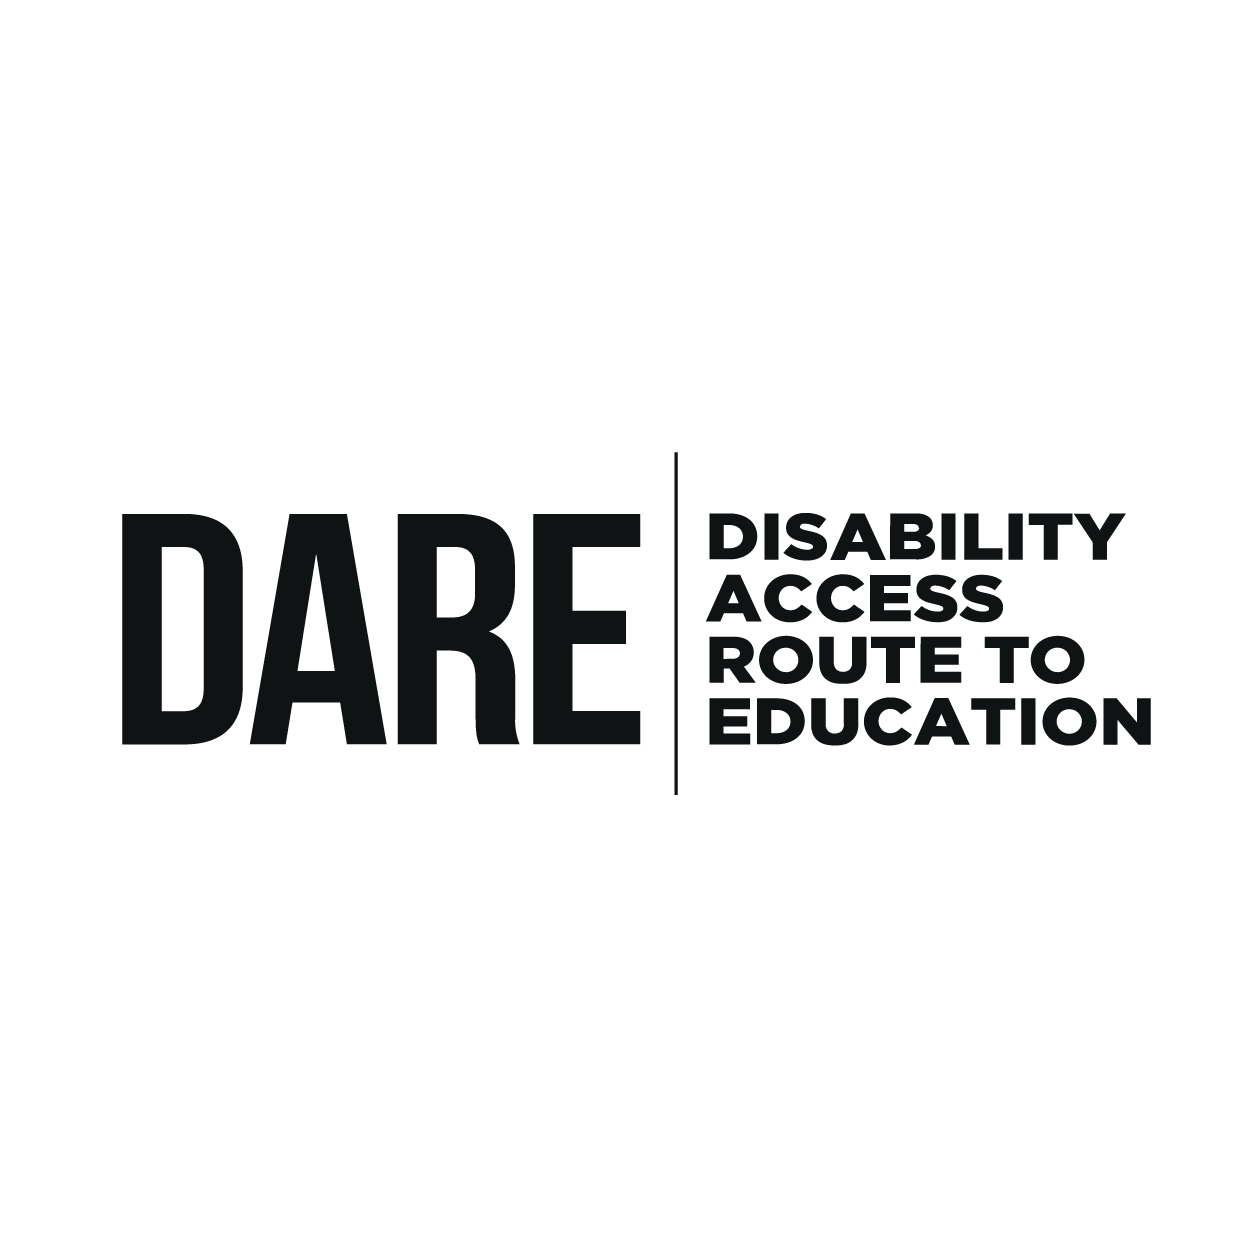 DARE
DISABILITY
ACCESS
ROUTE TO
EDUCATION